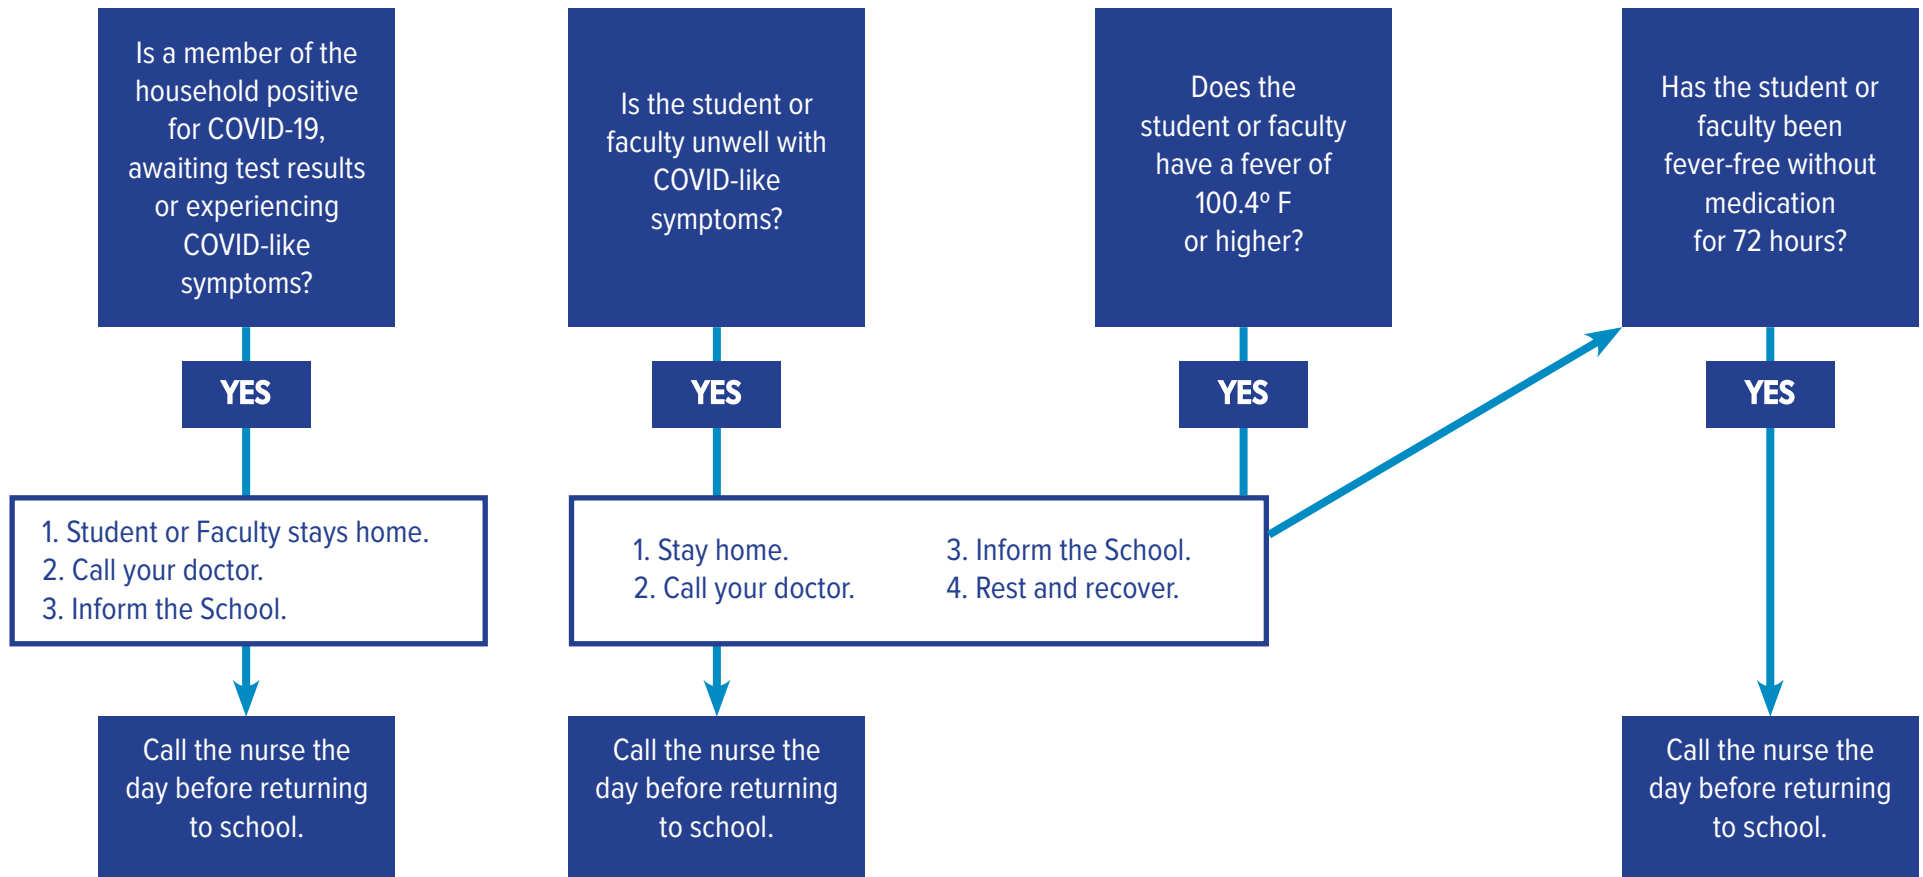 Is a member of the
household positive
for COVID-19,
awaiting test results
or experiencing
COVID-like
symptoms?
YES
1. Student or Faculty stays home.
2. Call your doctor.
3. Inform the School.
Call the nurse the
day before returning
to school.
Is the student or
faculty unwell with
COVID-like
symptoms?
YES
Does the
student or faculty
have a fever of
100.4º F
or higher?
YES
1. Stay home.
2. Call your doctor.
3. Inform the School.
4. Rest and recover.
Call the nurse the
day before returning
to school.
Has the student or
faculty been
fever-free without
medication
for 72 hours?
YES
Call the nurse the
day before returning
to school.